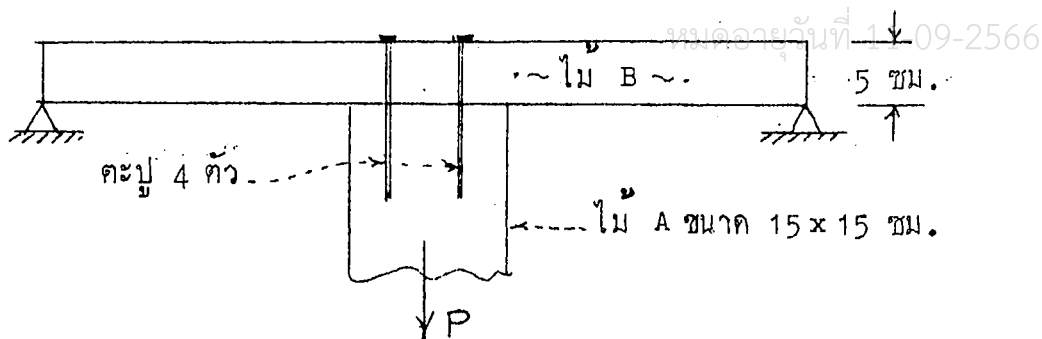 หมดอายุวันที่ 11-09-2566
·~ ไม้ B ~·
5 ซม.
ตะปู 4 ตัว
ไม้ A ขนาด 15 x 15 ซม.
P